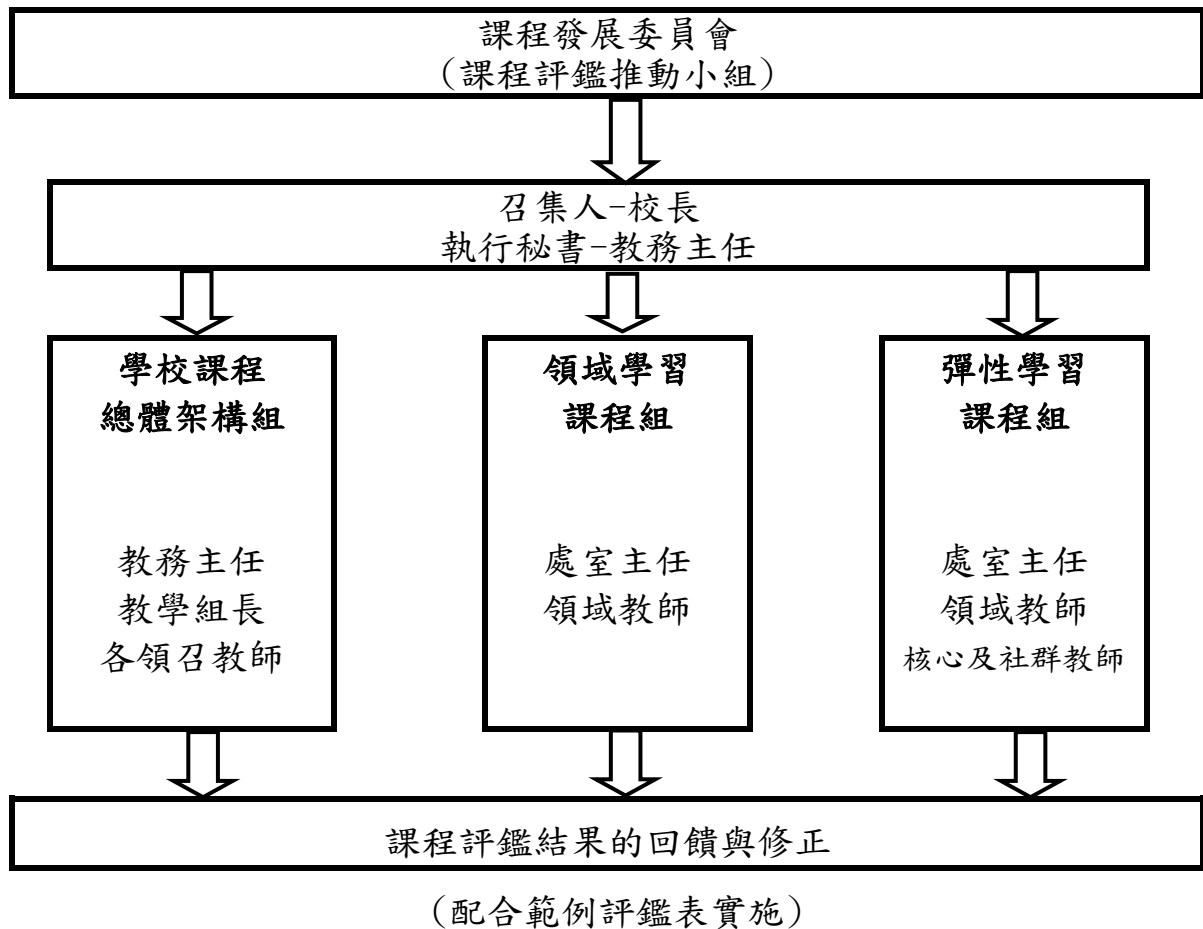 課程發展委員會
(課程評鑑推動小組)
召集人-校長
執行秘書-教務主任
學校課程
總體架構組
教務主任
教學組長
各領召教師
領域學習
課程組
處室主任
領域教師
彈性學習
課程組
處室主任
領域教師
核心及社群教師
課程評鑑結果的回饋與修正
(配合範例評鑑表實施)